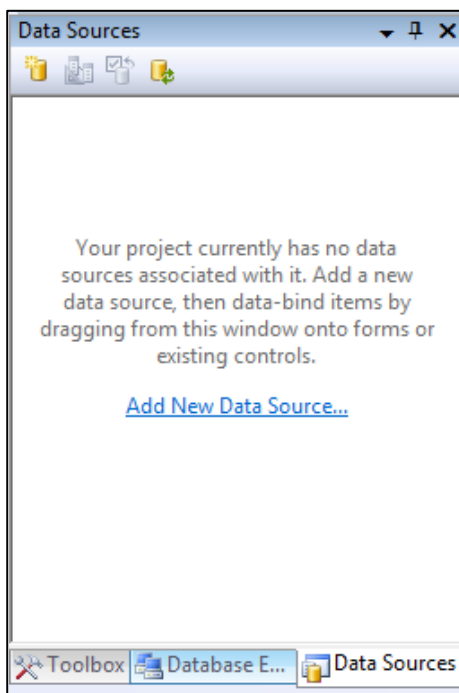 Data Sources
Your project currently has no data
sources associated with it. Add a new
data source, then data-bind items by
dragging from this window onto forms or
existing controls.
Add New Data Source...
Toolbox Database E... Data Sources